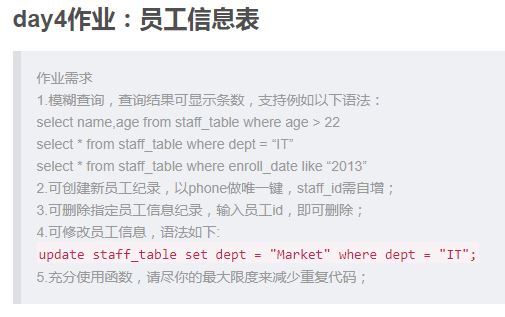 day4作业：员工信息表
作业需求
1.模糊查询，查询结果可显示条数，支持例如以下语法：
select name,age from staff_table where age > 22
select * from staff_table where dept = “IT”
select * from staff_table where enroll_date like “2013”
2.可创建新员工纪录，以phone做唯一键，staff_id需自增；
3.可删除指定员工信息纪录，输入员工id，即可删除；
4.可修改员工信息，语法如下:
update staff_table set dept = "Market" where dept = "IT";
5.充分使用函数，请尽你的最大限度来减少重复代码；